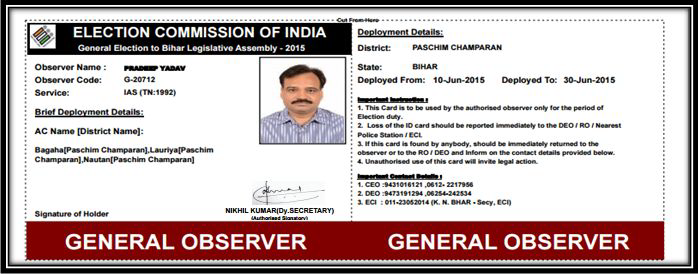 Cut From Here
ELECTION COMMISSION OF INDIA
General Election to Bihar Legislative Assembly - 2015
Observer Name : PRADEEP YADAV
Observer Code: G-20712
Service: IAS (TN:1992)
Brief Deployment Details:
AC Name [District Name]:
Bagaha[Paschim Champaran],Lauriya[Paschim
Champaran],Nautan[Paschim Champaran]
Signature of Holder
NIKHIL KUMAR(Dy.SECRETARY)
(Authorised Signatory)
GENERAL OBSERVER
Deployment Details:
District: PASCHIM CHAMPARAN
State: BIHAR
Deployed From: 10-Jun-2015 Deployed To: 30-Jun-2015
Important Instruction :
1. This Card is to be used by the authorised observer only for the period of
Election duty.
2. Loss of the ID card should be reported immediately to the DEO / RO / Nearest
Police Station / ECI.
3. If this card is found by anybody, should be immediately returned to the
observer or to the RO / DEO and Inform on the contact details provided below.
4. Unauthorised use of this card will invite legal action.
Important Contact Details :
1. CEO :9431016121 ,0612- 2217956
2. DEO :9473191294 ,06254-242534
3. ECI : 011-23052014 (K. N. BHAR - Secy, ECI)
GENERAL OBSERVER